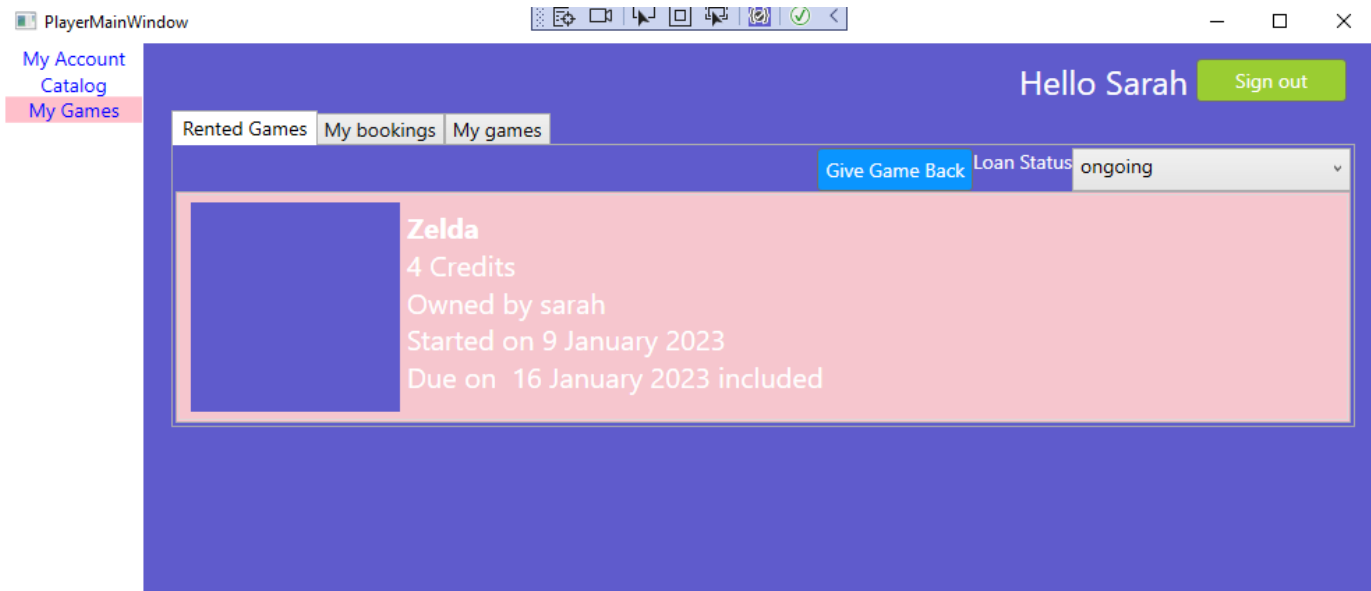 PlayerMainWindow
My Account
Catalog
My Games
Hello Sarah
Sign out
Rented Games
My bookings
My games
Give Game Back
Loan Status
ongoing
Zelda
4 Credits
Owned by sarah
Started on 9 January 2023
Due on  16 January 2023 included